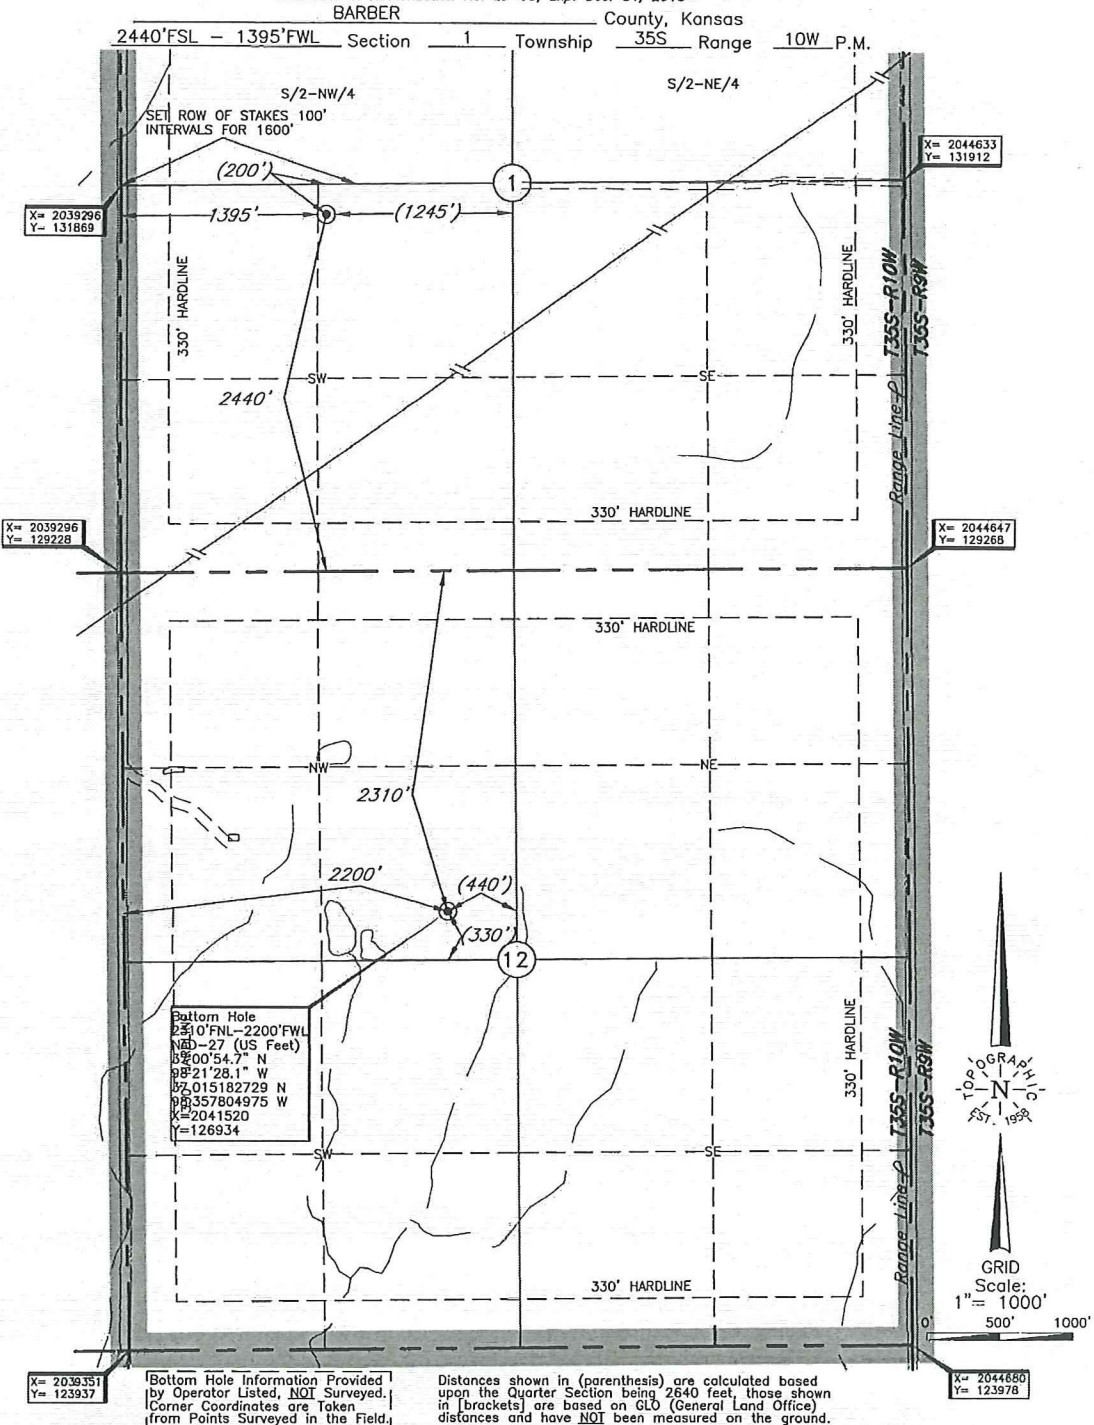 BARBER County, Kansas
2440'FSL - 1395'FWL Section 1 Township 35S Range 10W P.M.
S/2-NW/4
S/2-NE/4
SET ROW OF STAKES 100'
INTERVALS FOR 1600'
X= 2044633
Y= 131912
(200')
1
X= 2039296
Y- 131869
1395'
(1245')
330' HARDLINE
330' HARDLINE
T35S-R10W
T35S-R9W
SW
SE
2440'
Range Line
330' HARDLINE
X= 2039296
Y= 129228
X= 2044647
Y= 129268
330' HARDLINE
NW
NE
2310'
2200'
(440')
(330')
12
Bottom Hole
2310'FNL-2200'FWL
NAD-27 (US Feet)
37°00'54.7" N
98°21'28.1" W
37.015182729 N
98.357804975 W
X=2041520
Y=126934
330' HARDLINE
T35S-R10W
T35S-R9W
TOPOGRAPHIC
N
EST. 1958
SW
SE
Range Line
330' HARDLINE
GRID
Scale:
1"= 1000'
0' 500' 1000'
X= 2039351
Y= 123937
Bottom Hole Information Provided
by Operator Listed, NOT Surveyed.
Corner Coordinates are Taken
from Points Surveyed in the Field.
Distances shown in (parenthesis) are calculated based
upon the Quarter Section being 2640 feet, those shown
in [brackets] are based on GLO (General Land Office)
distances and have NOT been measured on the ground.
X= 2044680
Y= 123978